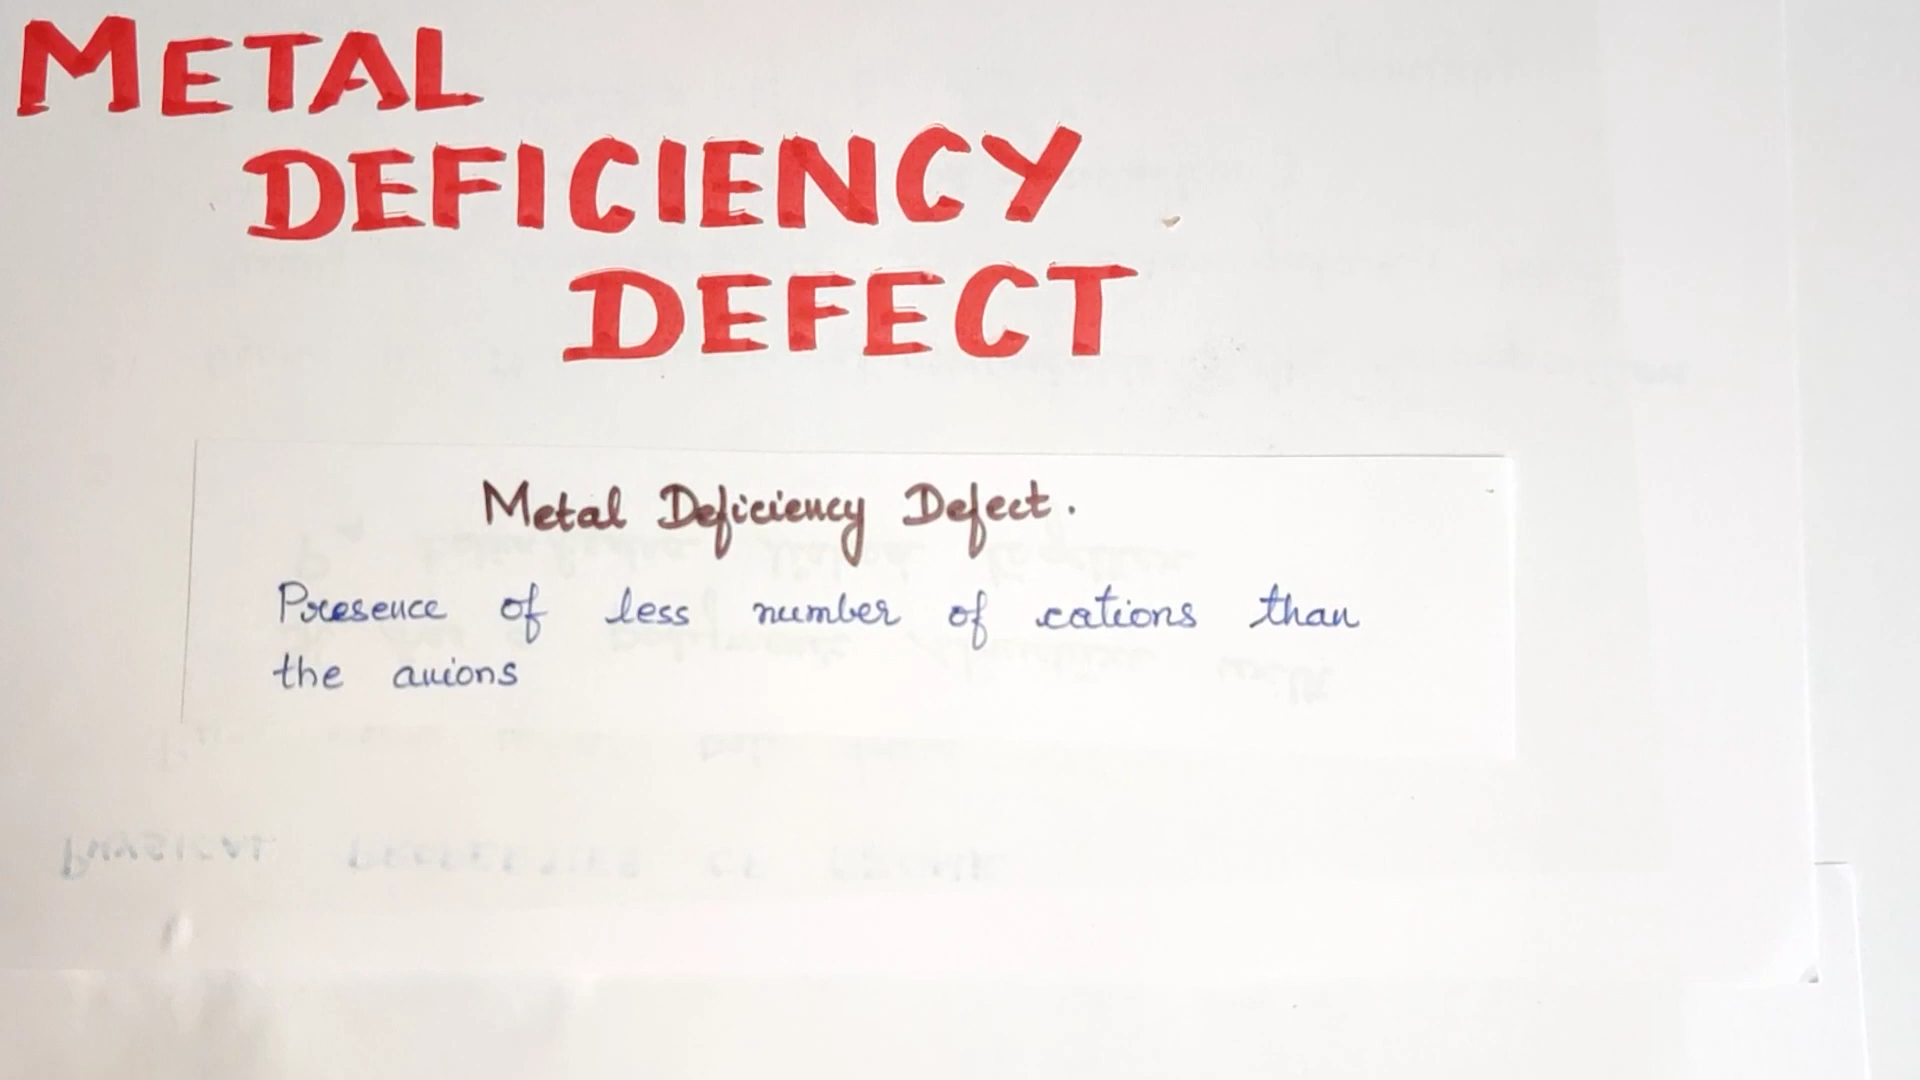 METAL
DEFICIENCY
DEFECT
Metal Deficiency Defect.
Presence of less number of cations than
the anions